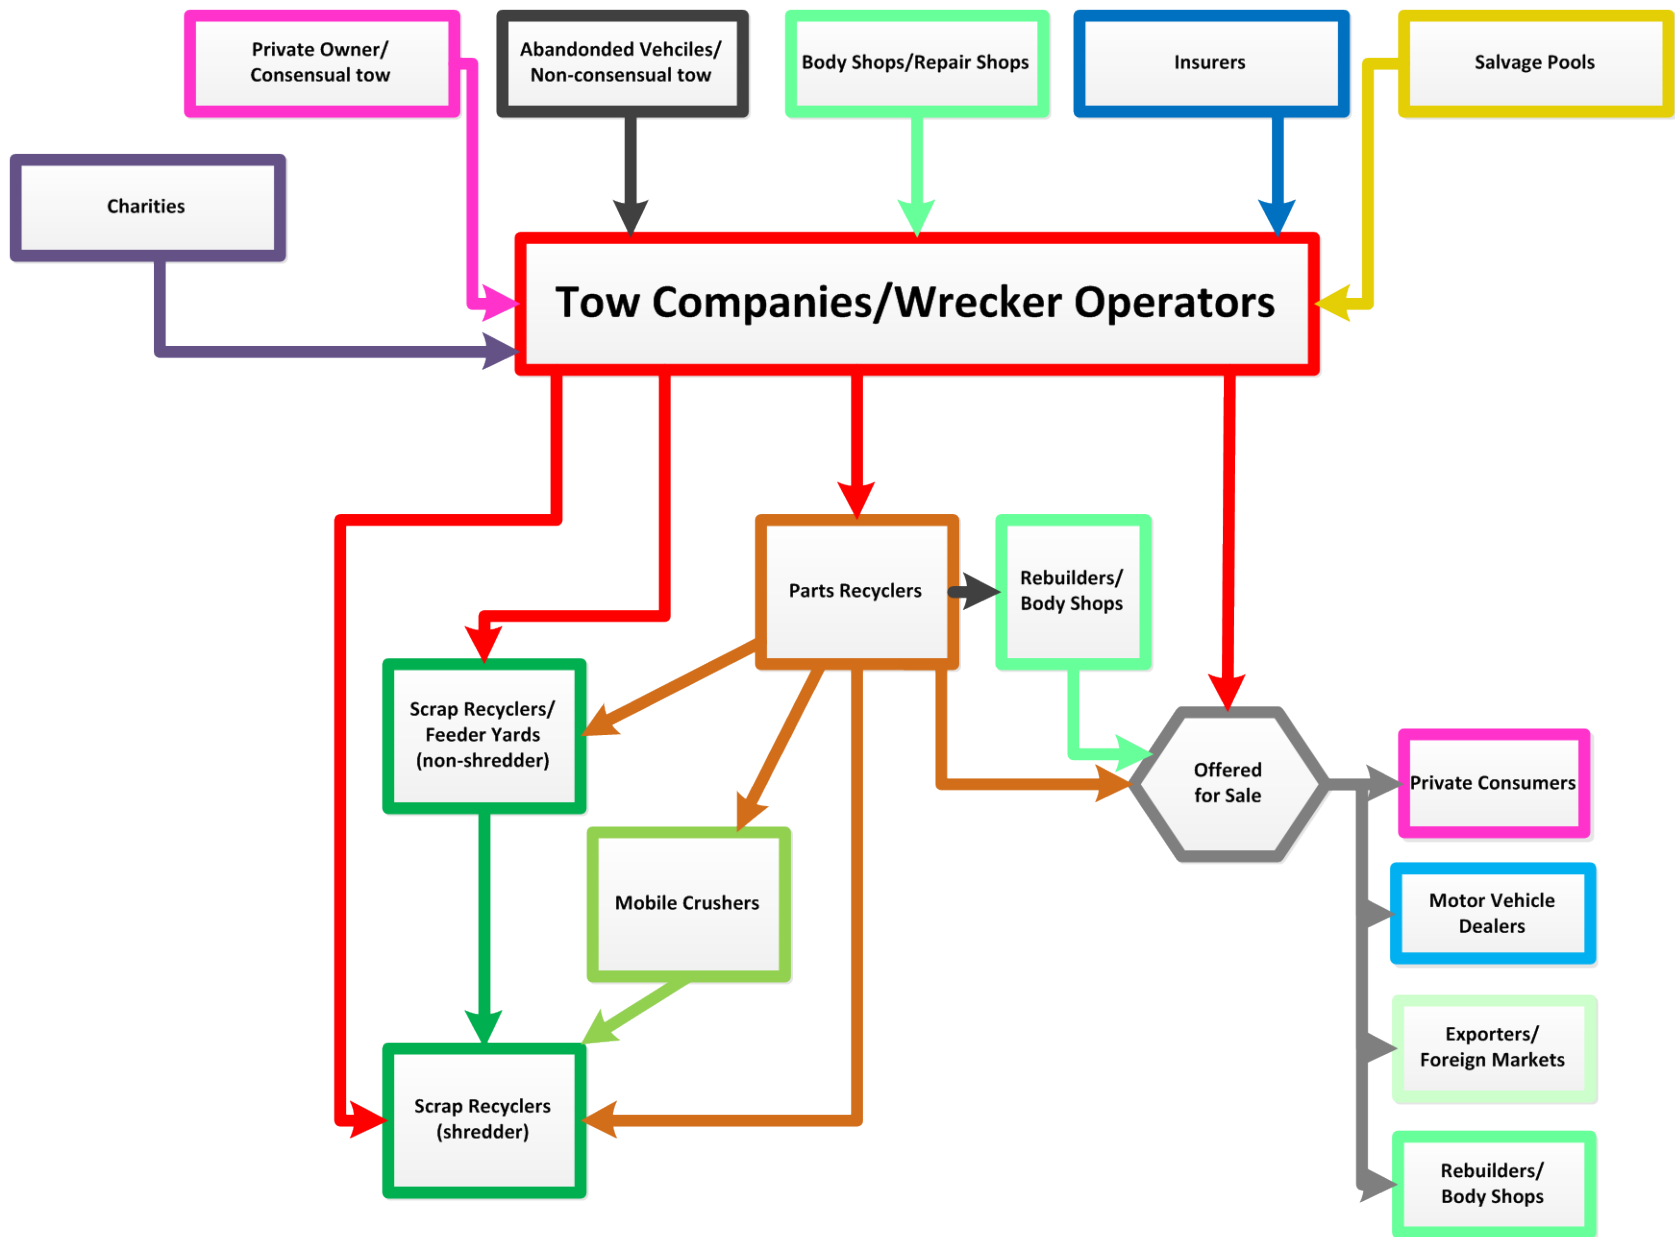 Private Owner/
Consensual tow
Abandonded Vehciles/
Non-consensual tow
Body Shops/Repair Shops
Insurers
Salvage Pools
Charities
Tow Companies/Wrecker Operators
Parts Recyclers
Rebuilders/
Body Shops
Scrap Recyclers/
Feeder Yards
(non-shredder)
Offered
for Sale
Private Consumers
Mobile Crushers
Motor Vehicle
Dealers
Exporters/
Foreign Markets
Scrap Recyclers
(shredder)
Rebuilders/
Body Shops